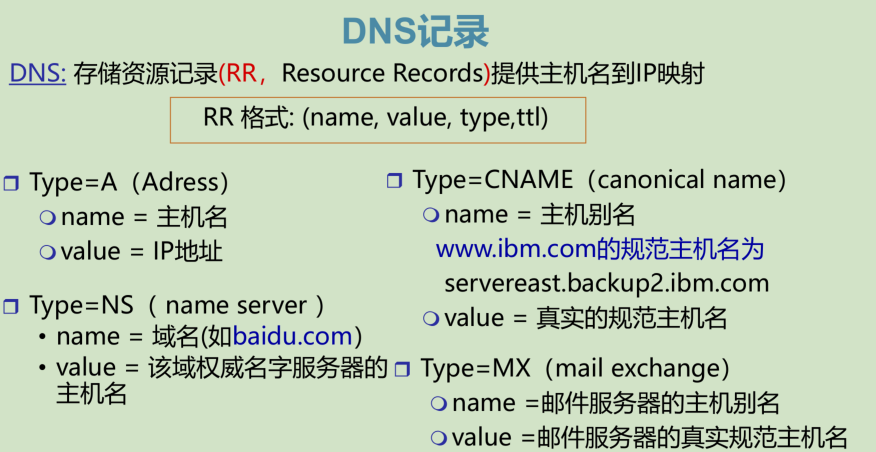 DNS记录
DNS: 存储资源记录(RR，Resource Records)提供主机名到IP映射
RR 格式: (name, value, type,ttl)
Type=A（Adress）
name = 主机名
value = IP地址
Type=NS（name server）
name = 域名(如baidu.com)
value = 该域权威名字服务器的
主机名
Type=CNAME（canonical name）
name = 主机别名
www.ibm.com的规范主机名为
servereast.backup2.ibm.com
value = 真实的规范主机名
Type=MX（mail exchange）
name =邮件服务器的主机别名
value =邮件服务器的真实规范主机名